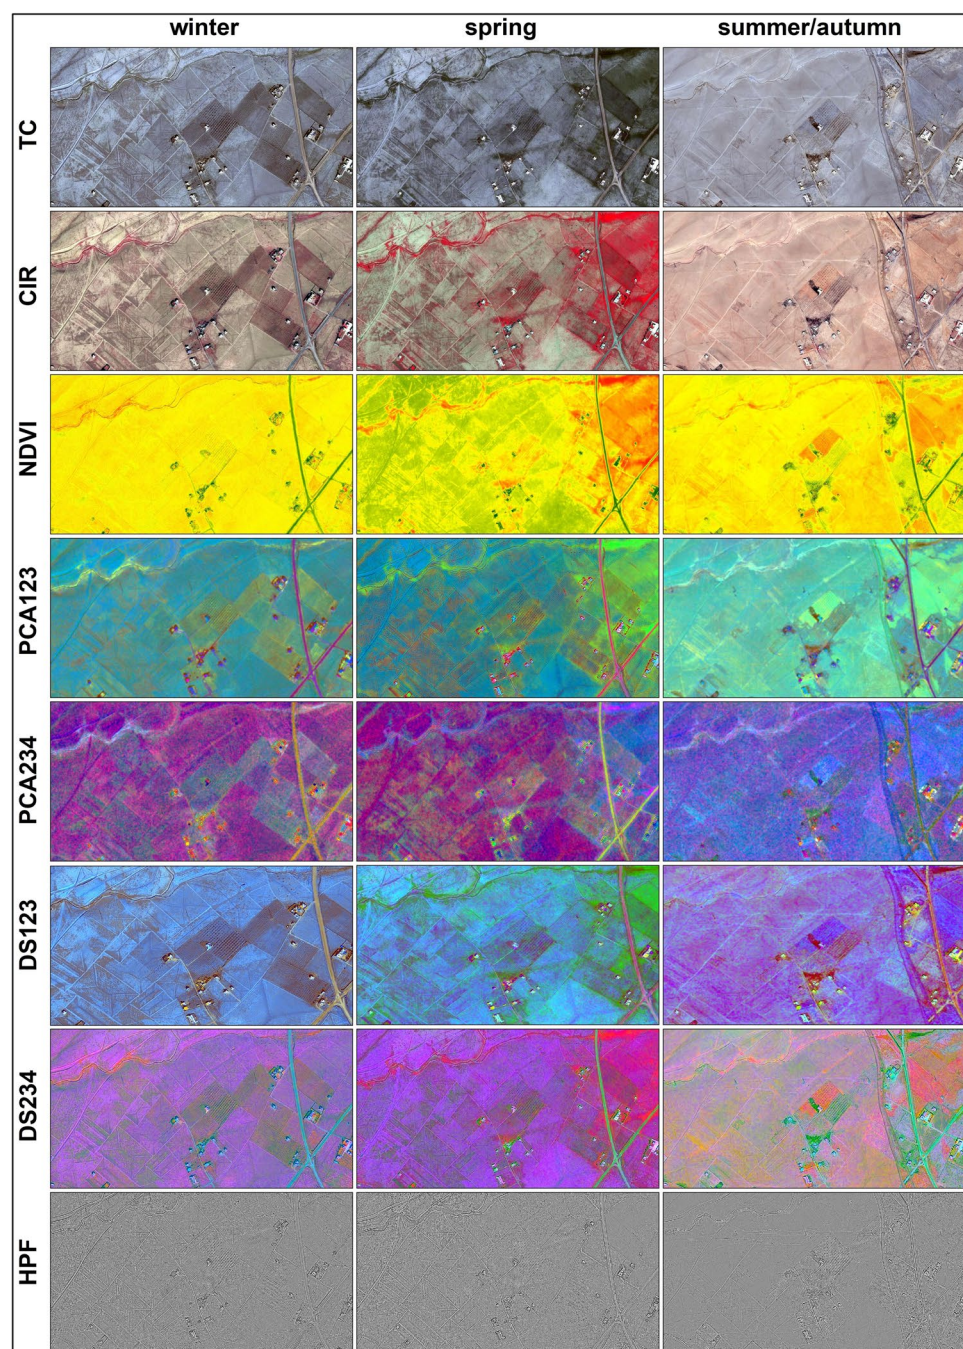 winter spring summer/autumn
TC
CIR
NDVI
PCA123
PCA234
DS123
DS234
HPF